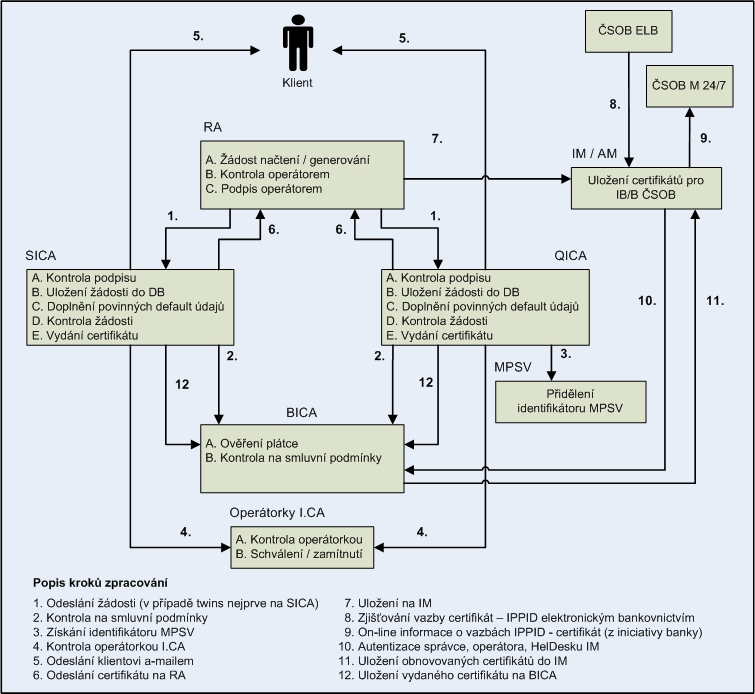 5.
5.
Klient
ČSOB ELB
ČSOB M 24/7
8.
9.
RA
7.
IM / AM
A. Žádost načtení / generování
B. Kontrola operátorem
C. Podpis operátorem
Uložení certifikátů pro
IB/B ČSOB
1.
6.
6.
1.
SICA
QICA
A. Kontrola podpisu
B. Uložení žádosti do DB
C. Doplnění povinných default údajů
D. Kontrola žádosti
E. Vydání certifikátu
A. Kontrola podpisu
B. Uložení žádosti do DB
C. Doplnění povinných default údajů
D. Kontrola žádosti
E. Vydání certifikátu
10.
11.
2.
2.
3.
12
12
MPSV
Přidělení
identifikátoru MPSV
BICA
A. Ověření plátce
B. Kontrola na smluvní podmínky
Operátorky I.CA
4.
4.
A. Kontrola operátorkou
B. Schválení / zamítnutí
Popis kroků zpracování
1. Odeslání žádosti (v případě twins nejprve na SICA)
2. Kontrola na smluvní podmínky
3. Získání identifikátoru MPSV
4. Kontrola operátorkou I.CA
5. Odeslání klientovi a-mailem
6. Odeslání certifikátu na RA
7. Uložení na IM
8. Zjišťování vazby certifikát – IPPID elektronickým bankovnictvím
9. On-line informace o vazbách IPPID - certifikát (z iniciativy banky)
10. Autentizace správce, operátora, HelDesku IM
11. Uložení obnovovaných certifikátů do IM
12. Uložení vydaného certifikátu na BICA